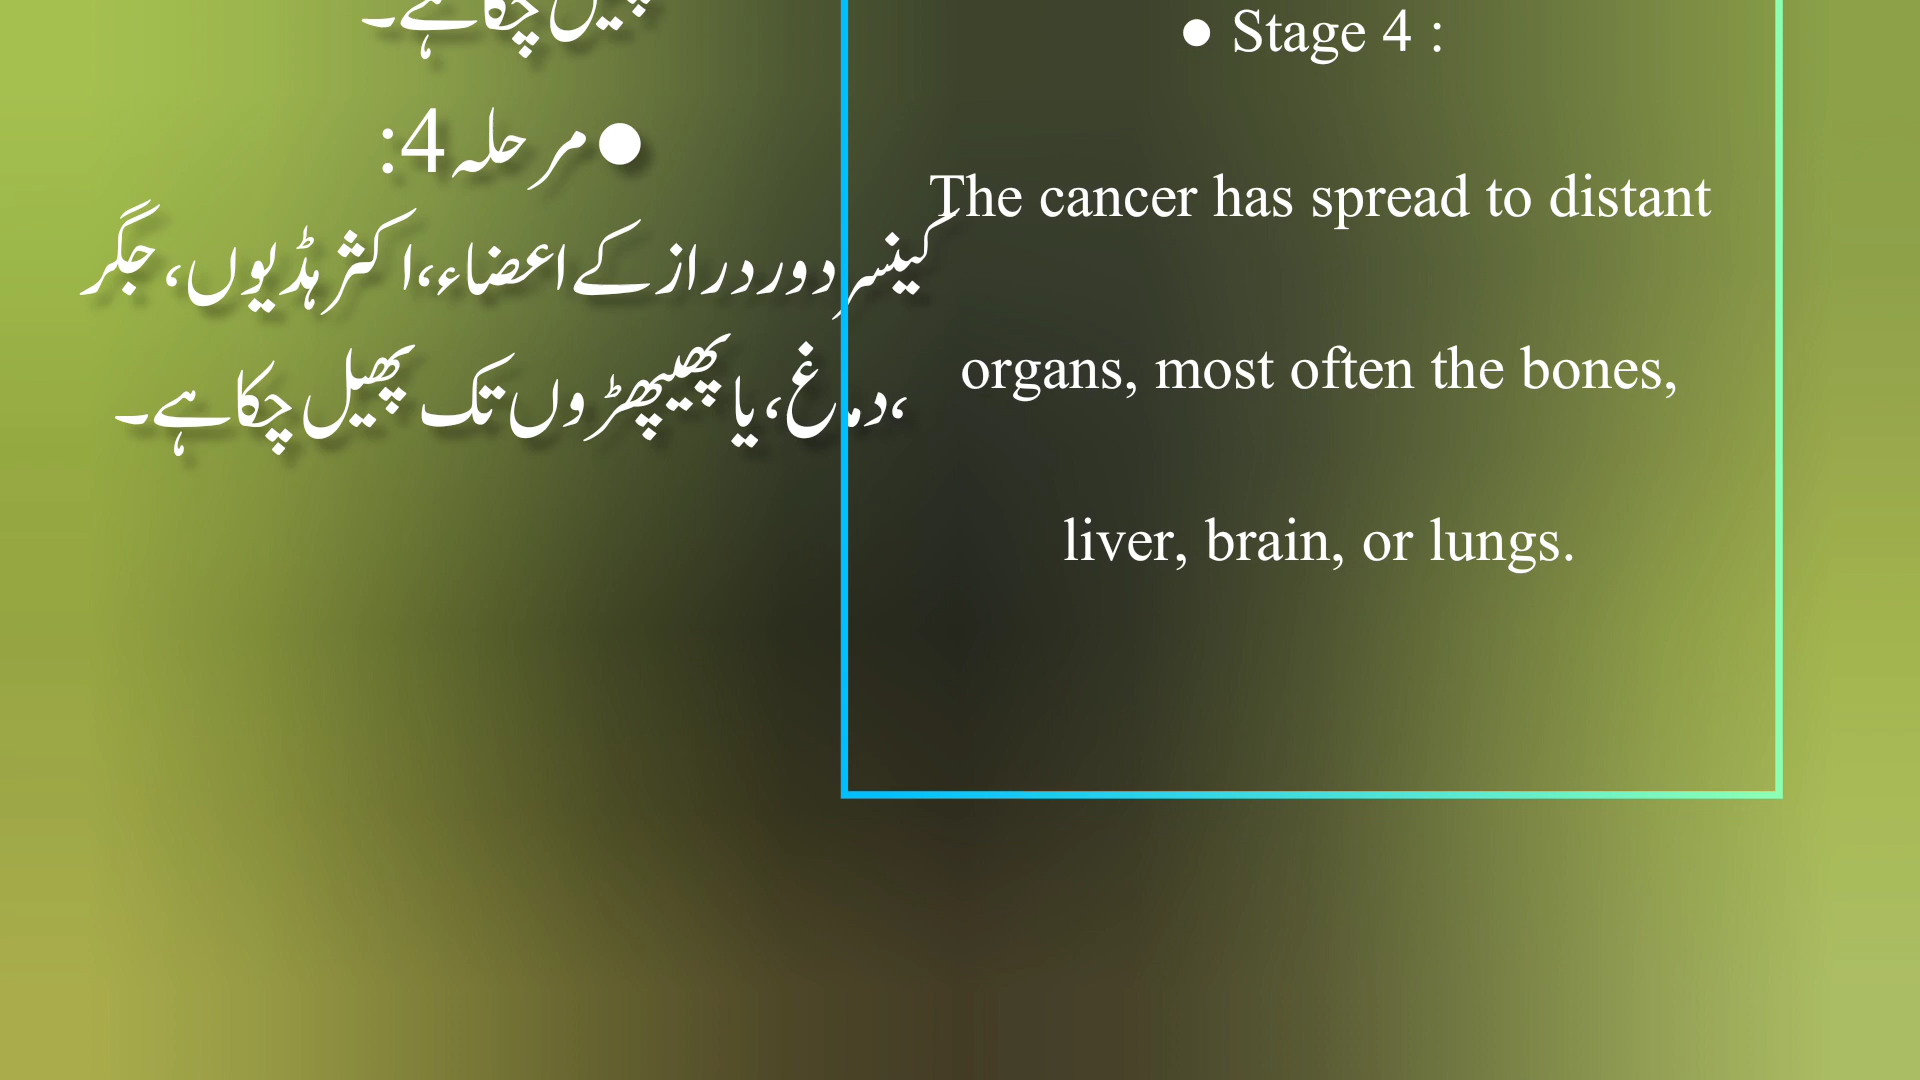 پھیل چکا ہے۔
●مرحلہ 4:
کینسر دور دراز کے اعضاء، اکثر ہڈیوں، جگر
،دماغ، یا پھیپھڑوں تک پھیل چکا ہے۔
● Stage 4 :
The cancer has spread to distant
organs, most often the bones,
liver, brain, or lungs.